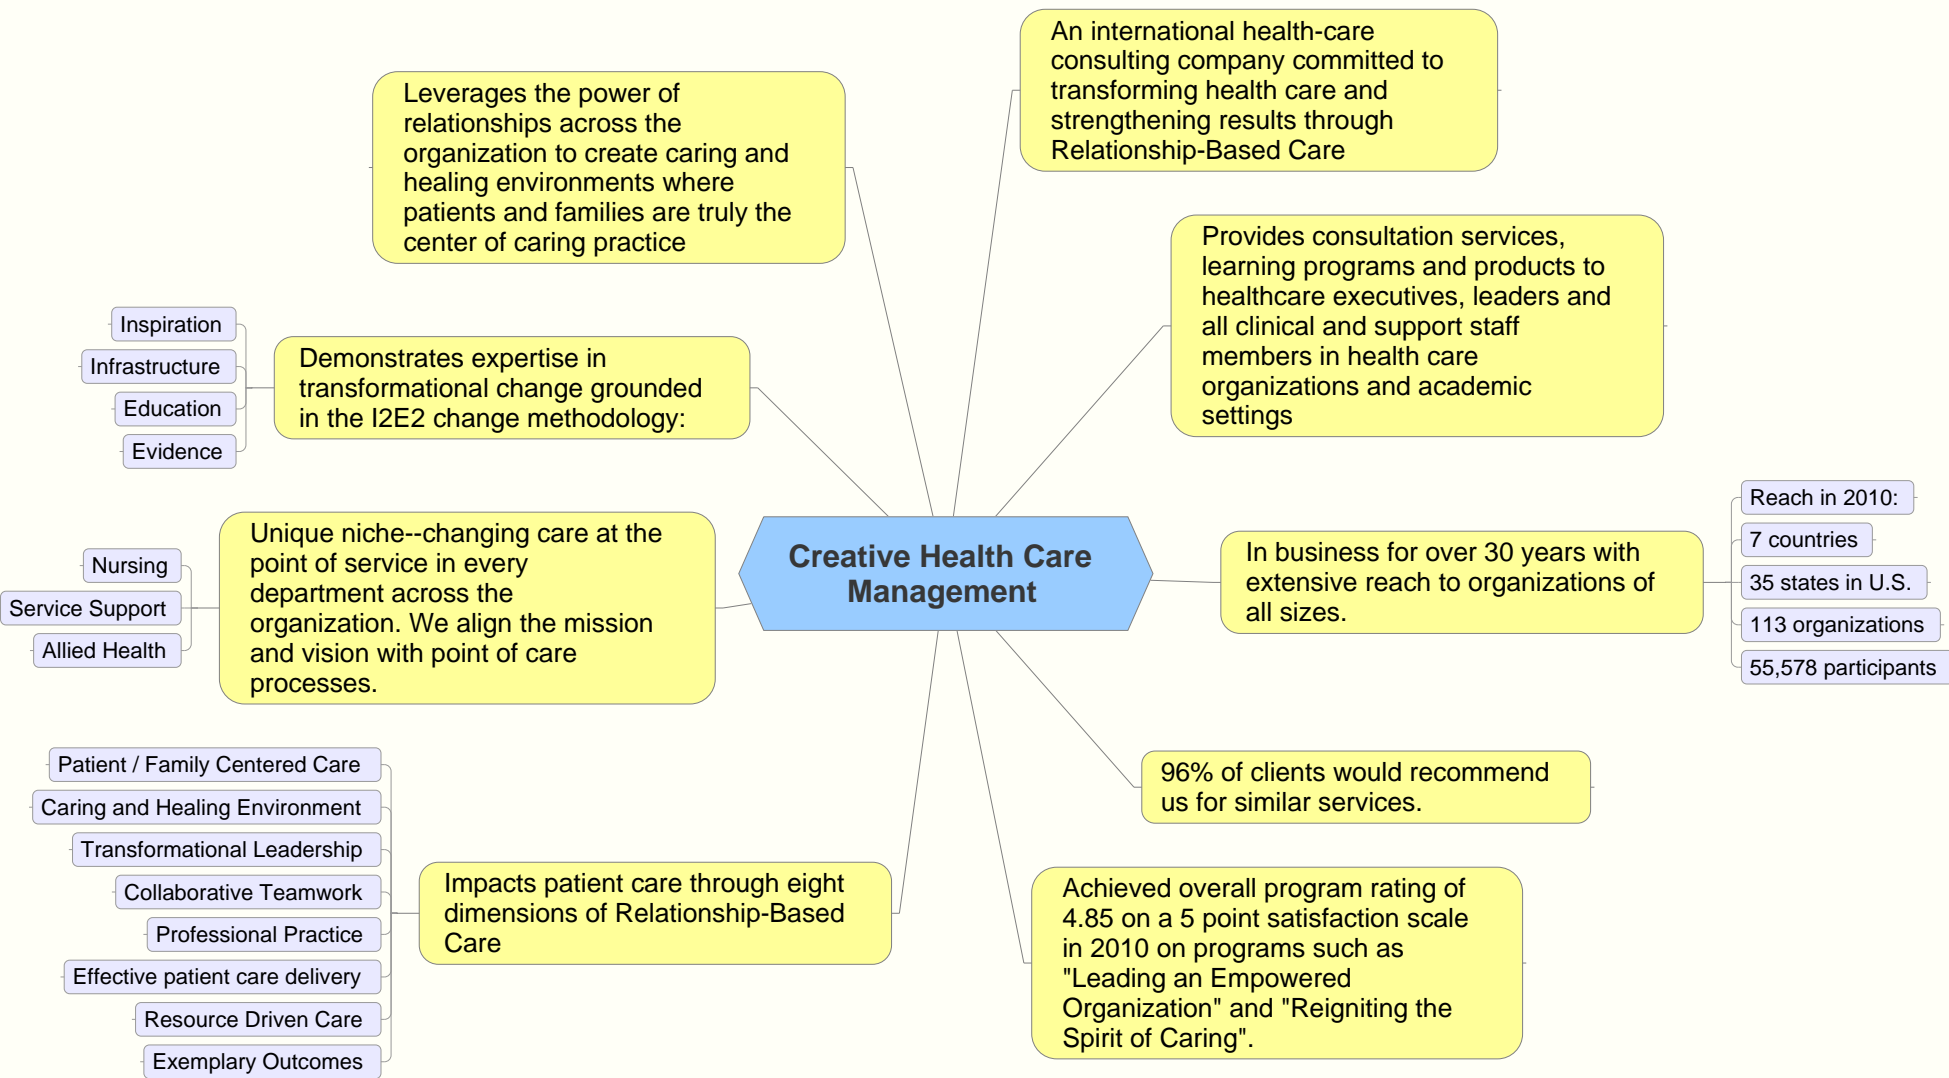 Creative Health Care
Management
An international health-care
consulting company committed to
transforming health care and
strengthening results through
Relationship-Based Care
Provides consultation services,
learning programs and products to
healthcare executives, leaders and
all clinical and support staff
members in health care
organizations and academic
settings
In business for over 30 years with
extensive reach to organizations of
all sizes.
Reach in 2010:
7 countries
35 states in U.S.
113 organizations
55,578 participants
96% of clients would recommend
us for similar services.
Achieved overall program rating of
4.85 on a 5 point satisfaction scale
in 2010 on programs such as
"Leading an Empowered
Organization" and "Reigniting the
Spirit of Caring".
Leverages the power of
relationships across the
organization to create caring and
healing environments where
patients and families are truly the
center of caring practice
Demonstrates expertise in
transformational change grounded
in the I2E2 change methodology:
Inspiration
Infrastructure
Education
Evidence
Unique niche--changing care at the
point of service in every
department across the
organization. We align the mission
and vision with point of care
processes.
Nursing
Service Support
Allied Health
Impacts patient care through eight
dimensions of Relationship-Based
Care
Patient / Family Centered Care
Caring and Healing Environment
Transformational Leadership
Collaborative Teamwork
Professional Practice
Effective patient care delivery
Resource Driven Care
Exemplary Outcomes